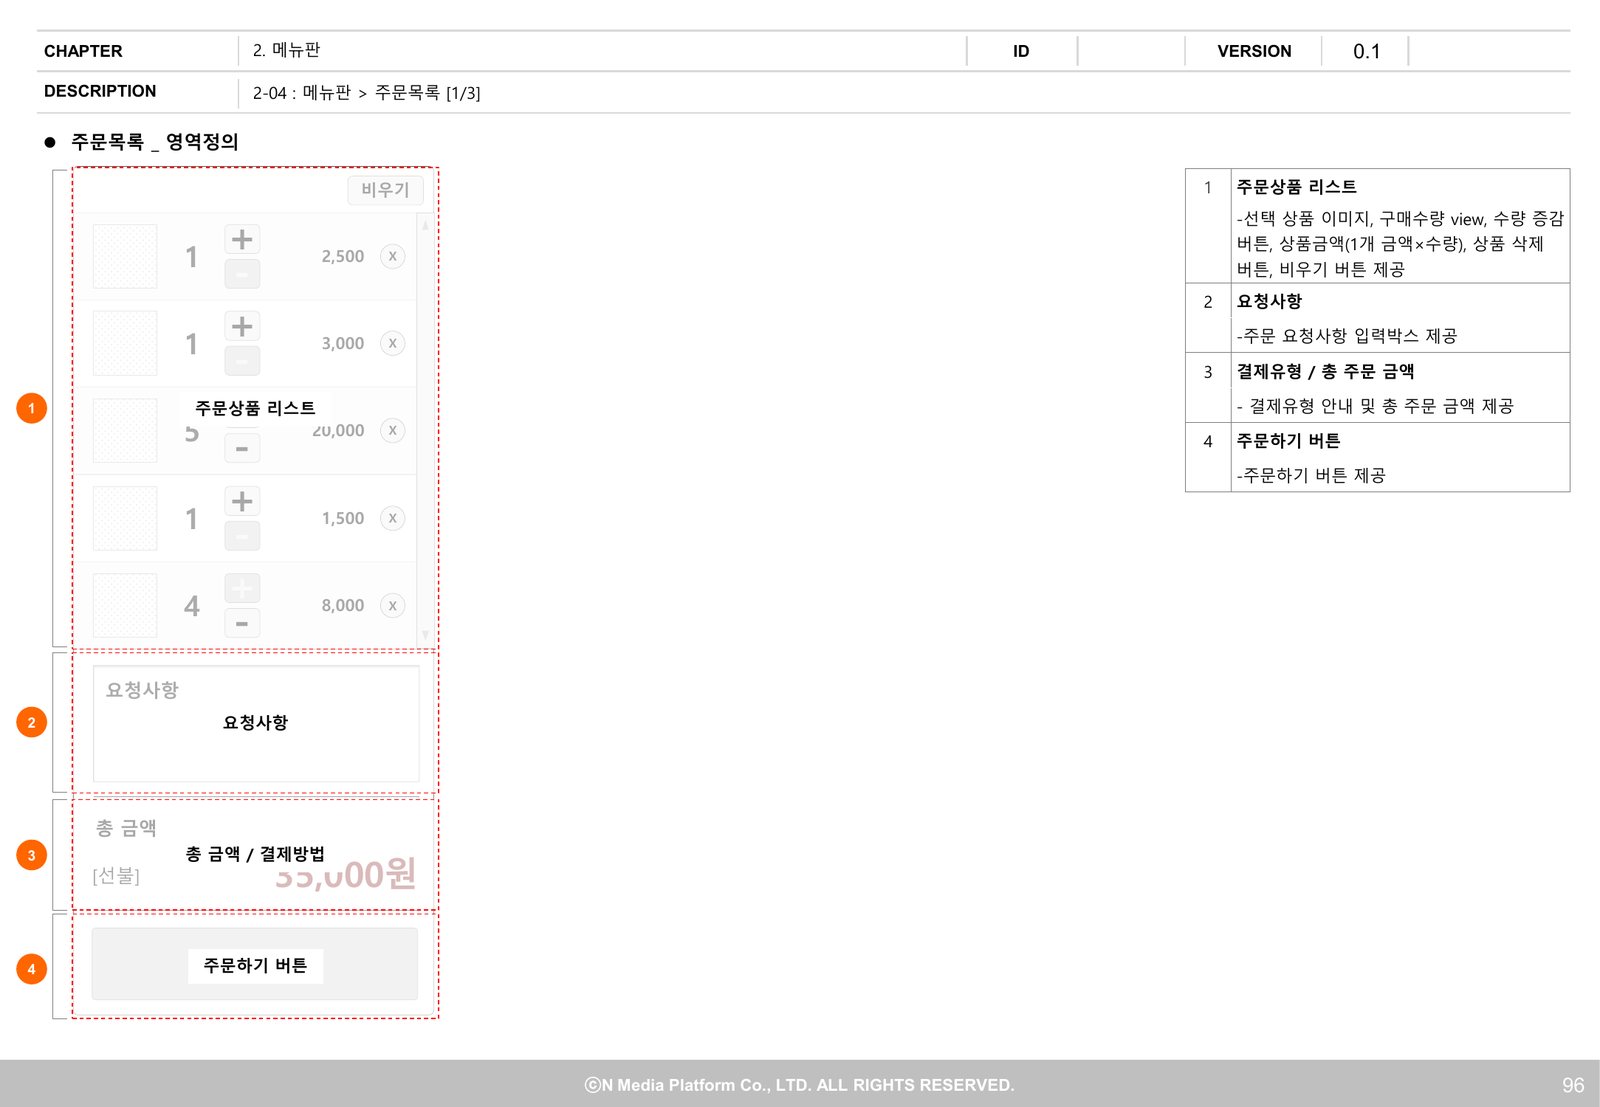 CHAPTER
2. 메뉴판
ID
VERSION
0.1
DESCRIPTION
2-04 : 메뉴판 > 주문목록 [1/3]
● 주문목록 _ 영역정의
비우기
1
+
-
2,500
X
1
+
-
3,000
X
1
주문상품 리스트
5
-
20,000
X
1
+
-
1,500
X
4
+
-
8,000
X
2
요청사항
요청사항
3
총 금액
총 금액 / 결제방법
[선불]
35,000원
4
주문하기 버튼
1
주문상품 리스트
-선택 상품 이미지, 구매수량 view, 수량 증감
버튼, 상품금액(1개 금액×수량), 상품 삭제
버튼, 비우기 버튼 제공
2
요청사항
-주문 요청사항 입력박스 제공
3
결제유형 / 총 주문 금액
- 결제유형 안내 및 총 주문 금액 제공
4
주문하기 버튼
-주문하기 버튼 제공
ⓒN Media Platform Co., LTD. ALL RIGHTS RESERVED.
96